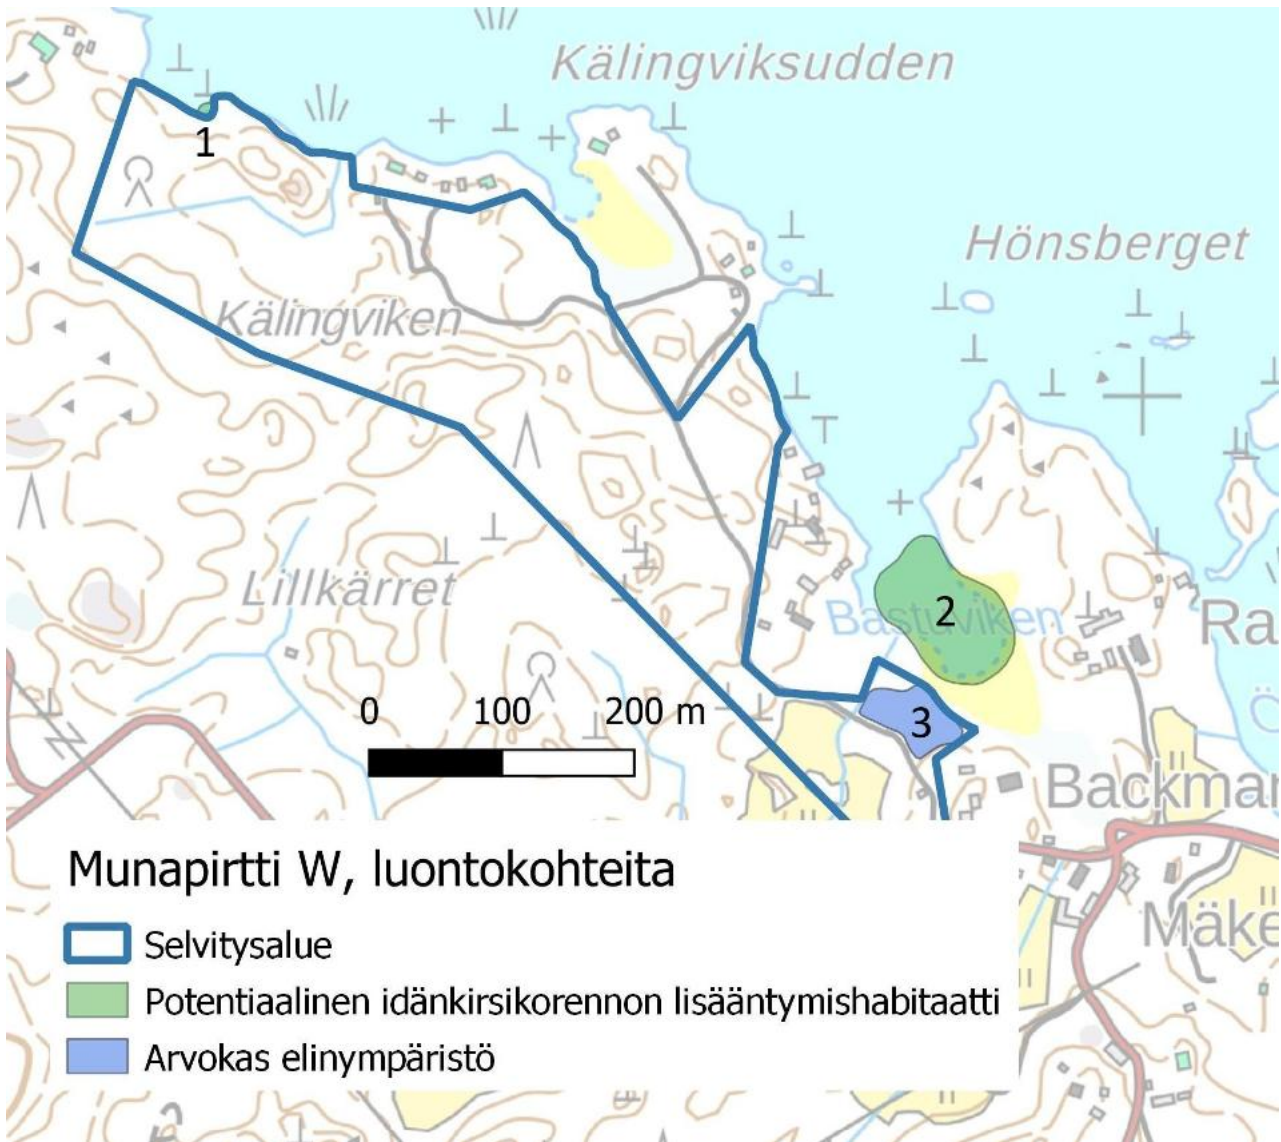 Kälingviksudden
1
Hönsberget
Kälingviken
Lillkärret
2
Bastuviken
Ra
0 100 200 m
3
Backmar
Munapirtti W, luontokohteita
Selvitysalue
Mäke
Potentiaalinen idänkirsikorennon lisääntymishabitaatti
Arvokas elinympäristö